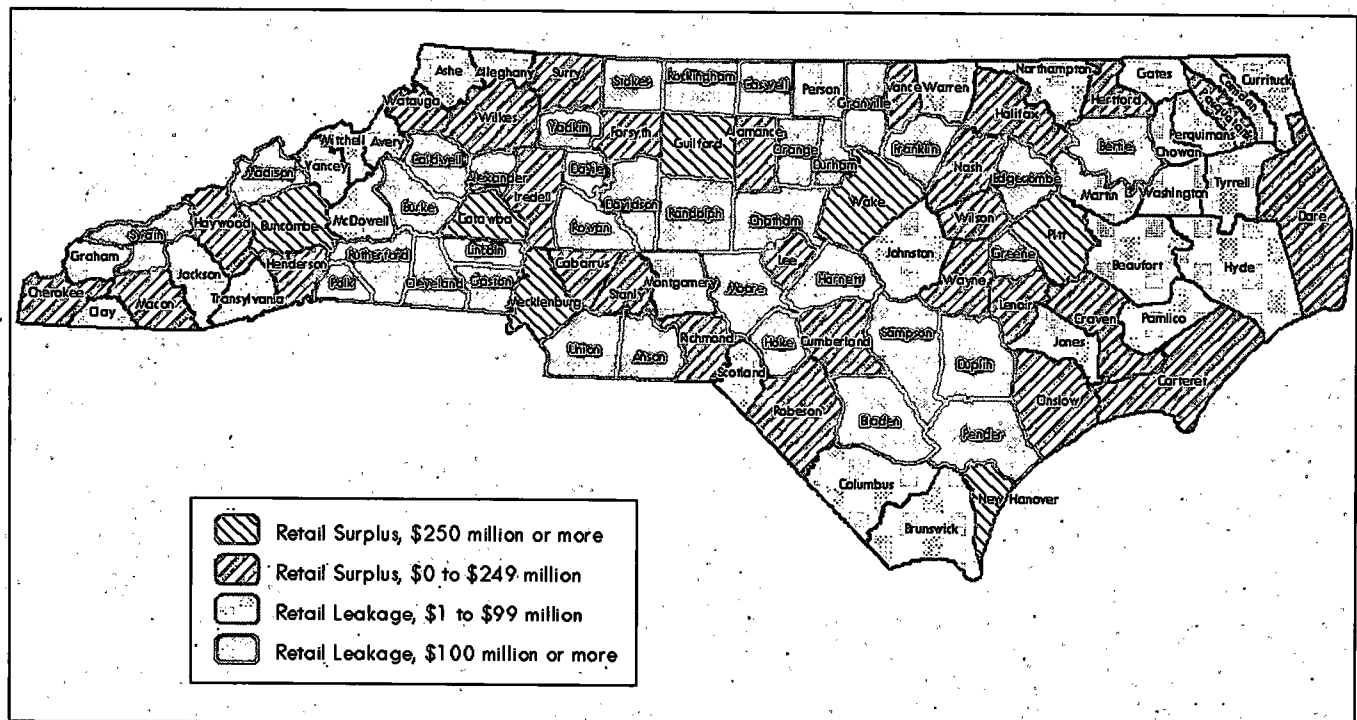 Ashe
Alleghany
Surry
Stokes
Rockingham
Caswell
Person
Granville
Vance
Warren
Northampton
Hertford
Gates
Camden
Currituck
Pasquotank
Perquimans
Chowan
Halifax
Bertie
Watauga
Wilkes
Yadkin
Forsyth
Guilford
Alamance
Orange
Durham
Franklin
Nash
Edgecombe
Martin
Washington
Tyrrell
Dare
Mitchell
Avery
Caldwell
Alexander
Iredell
Davie
Davidson
Randolph
Chatham
Wake
Wilson
Madison
Yancey
Burke
McDowell
Catawba
Rowan
Pitt
Beaufort
Hyde
Haywood
Buncombe
Swain
Graham
Jackson
Henderson
Rutherford
Polk
Cleveland
Lincoln
Gaston
Cabarrus
Lee
Harnett
Johnston
Wayne
Greene
Lenoir
Craven
Pamlico
Cherokee
Macon
Clay
Transylvania
Mecklenburg
Stanly
Montgomery
Moore
Union
Anson
Richmond
Hoke
Scotland
Cumberland
Sampson
Duplin
Jones
Carteret
Onslow
Robeson
Bladen
Pender
Columbus
Brunswick
New Hanover
Retail Surplus, $250 million or more
Retail Surplus, $0 to $249 million
Retail Leakage, $1 to $99 million
Retail Leakage, $100 million or more